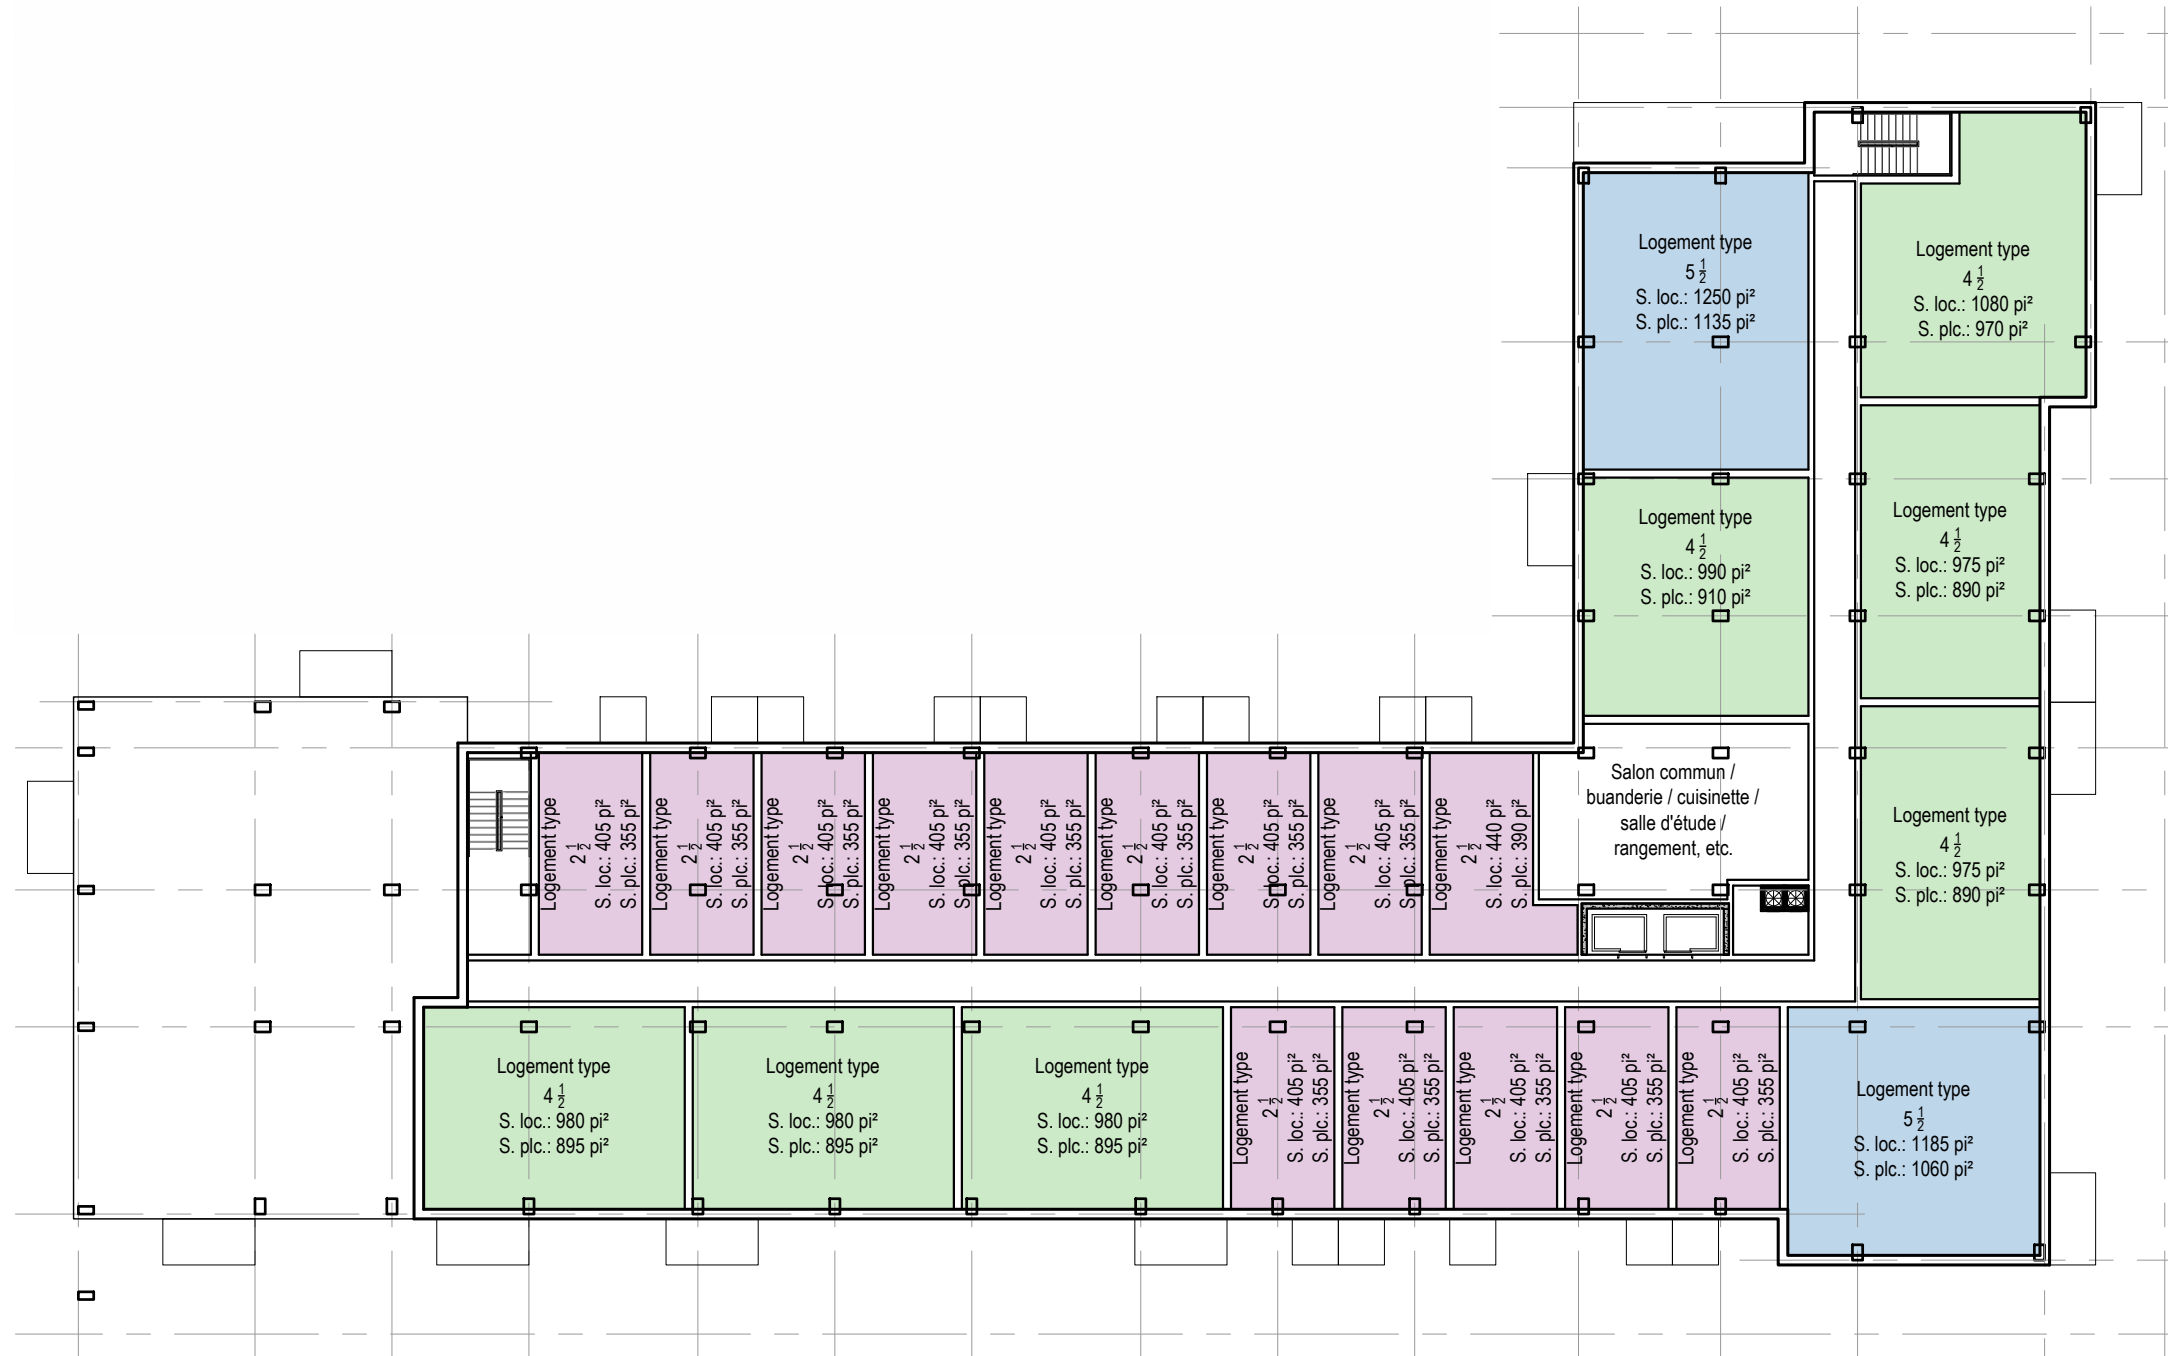 Logement type
5 1/2
S. loc.: 1250 pi²
S. plc.: 1135 pi²
Logement type
4 1/2
S. loc.: 1080 pi²
S. plc.: 970 pi²
Logement type
4 1/2
S. loc.: 990 pi²
S. plc.: 910 pi²
Logement type
4 1/2
S. loc.: 975 pi²
S. plc.: 890 pi²
Logement type
2 1/2
S. loc.: 405 pi²
S. plc.: 355 pi²
Logement type
2 1/2
S. loc.: 405 pi²
S. plc.: 355 pi²
Logement type
2 1/2
S. loc.: 405 pi²
S. plc.: 355 pi²
Logement type
2 1/2
S. loc.: 405 pi²
S. plc.: 355 pi²
Logement type
2 1/2
S. loc.: 405 pi²
S. plc.: 355 pi²
Logement type
2 1/2
S. loc.: 405 pi²
S. plc.: 355 pi²
Logement type
2 1/2
S. loc.: 405 pi²
S. plc.: 355 pi²
Logement type
2 1/2
S. loc.: 405 pi²
S. plc.: 355 pi²
Logement type
2 1/2
S. loc.: 440 pi²
S. plc.: 390 pi²
Salon commun /
buanderie / cuisinette /
salle d'étude /
rangement, etc.
Logement type
4 1/2
S. loc.: 975 pi²
S. plc.: 890 pi²
Logement type
4 1/2
S. loc.: 980 pi²
S. plc.: 895 pi²
Logement type
4 1/2
S. loc.: 980 pi²
S. plc.: 895 pi²
Logement type
4 1/2
S. loc.: 980 pi²
S. plc.: 895 pi²
Logement type
2 1/2
S. loc.: 405 pi²
S. plc.: 355 pi²
Logement type
2 1/2
S. loc.: 405 pi²
S. plc.: 355 pi²
Logement type
2 1/2
S. loc.: 405 pi²
S. plc.: 355 pi²
Logement type
2 1/2
S. loc.: 405 pi²
S. plc.: 355 pi²
Logement type
2 1/2
S. loc.: 405 pi²
S. plc.: 355 pi²
Logement type
5 1/2
S. loc.: 1185 pi²
S. plc.: 1060 pi²